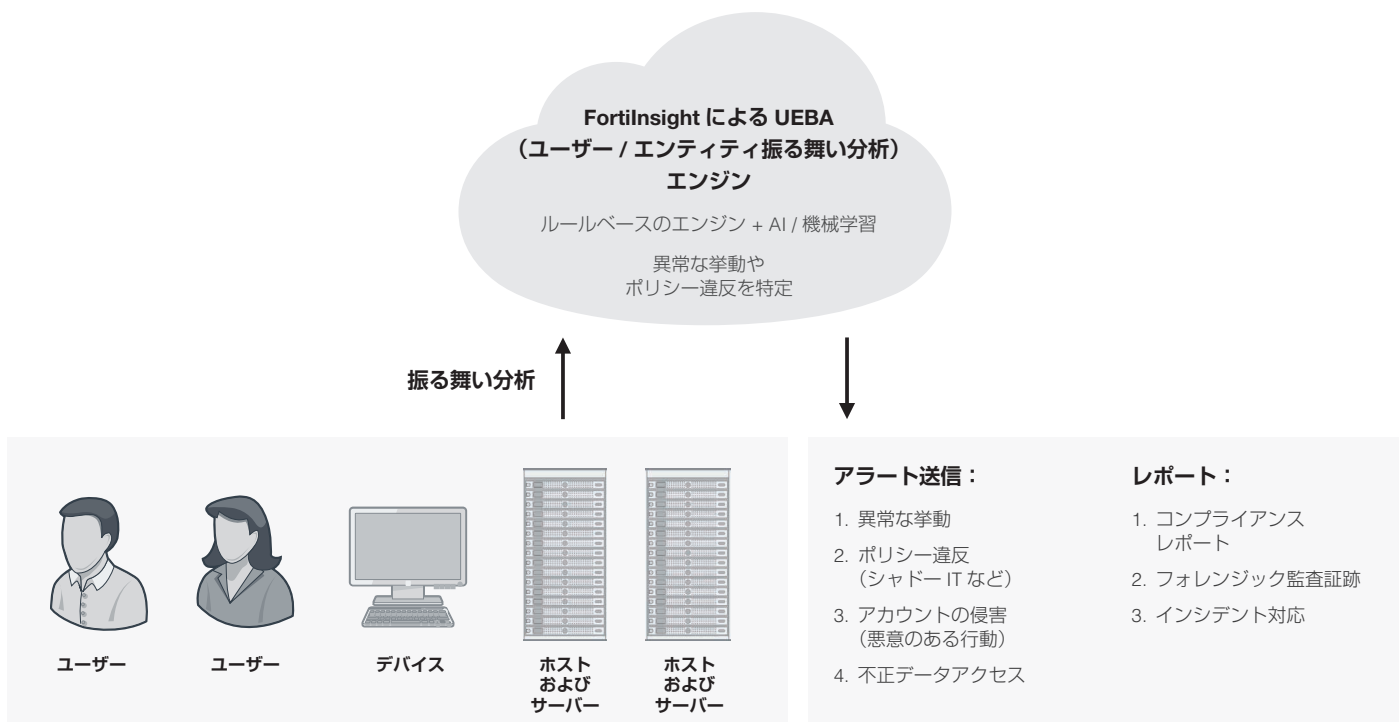 FortiInsight による UEBA
（ユーザー / エンティティ振る舞い分析）
エンジン
ルールベースのエンジン + AI / 機械学習
異常な挙動や
ポリシー違反を特定
振る舞い分析
ユーザー
ユーザー
デバイス
ホスト
および
サーバー
ホスト
および
サーバー
アラート送信：
1. 異常な挙動
2. ポリシー違反
（シャドー IT など）
3. アカウントの侵害
（悪意のある行動）
4. 不正データアクセス
レポート：
1. コンプライアンス
レポート
2. フォレンジック監査証跡
3. インシデント対応